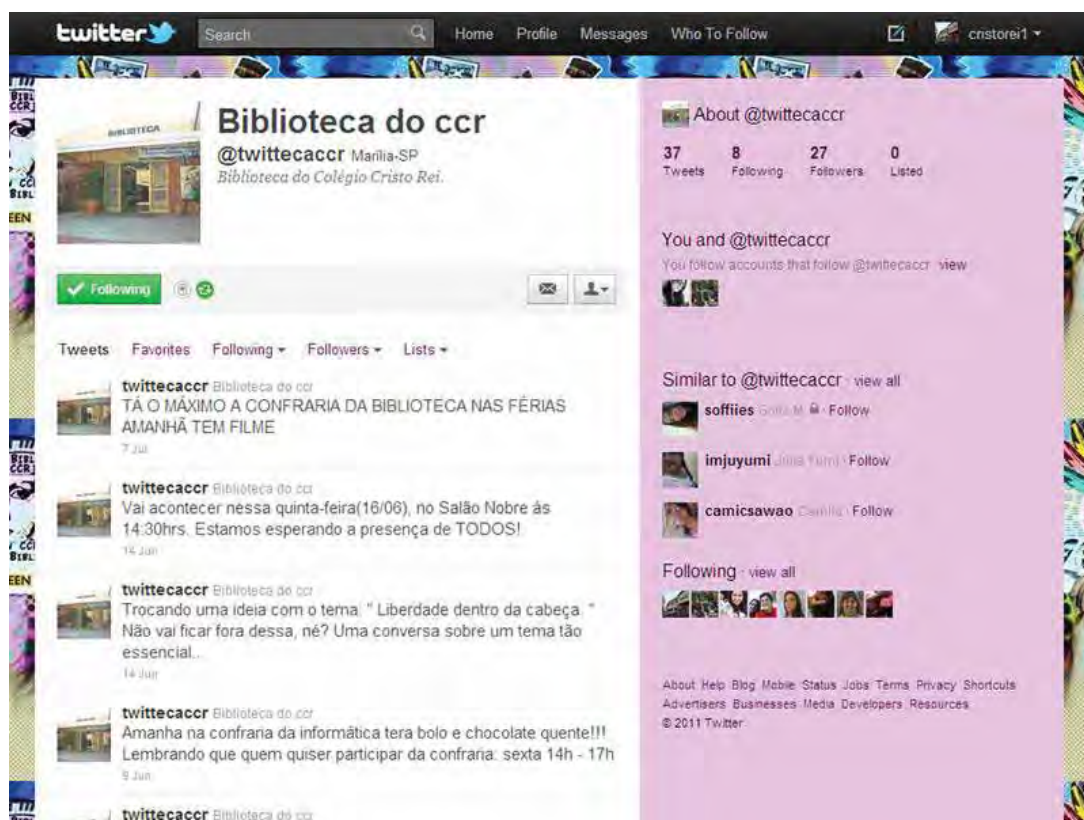 twitter
Search
Home Profile Messages Who To Follow
cristorei1
BIBLIOTECA
Biblioteca do ccr
@twittecaccr Marília-SP
Biblioteca do Colégio Cristo Rei.
Following
Tweets Favorites Following Followers Lists
twittecaccr Biblioteca do ccr
TÁ O MÁXIMO A CONFRARIA DA BIBLIOTECA NAS FÉRIAS
AMANHÃ TEM FILME
7 Jul
twittecaccr Biblioteca do ccr
Vai acontecer nessa quinta-feira(16/06), no Salão Nobre ás
14:30hrs. Estamos esperando a presença de TODOS!
14 Jun
twittecaccr Biblioteca do ccr
Trocando uma ideia com o tema: " Liberdade dentro da cabeça. "
Não vai ficar fora dessa, né? Uma conversa sobre um tema tão
essencial..
14 Jun
twittecaccr Biblioteca do ccr
Amanha na confraria da informática tera bolo e chocolate quente!!!
Lembrando que quem quiser participar da confraria: sexta 14h - 17h
9 Jun
twittecaccr Biblioteca do ccr
About @twittecaccr
37 8 27 0
Tweets Following Followers Listed
You and @twittecaccr
You follow accounts that follow @twittecaccr · view
Similar to @twittecaccr · view all
soffiies · Follow
imjuyumi · Follow
camicsawao Camila · Follow
Following · view all
About Help Blog Mobile Status Jobs Terms Privacy Shortcuts
Advertisers Businesses Media Developers Resources
© 2011 Twitter